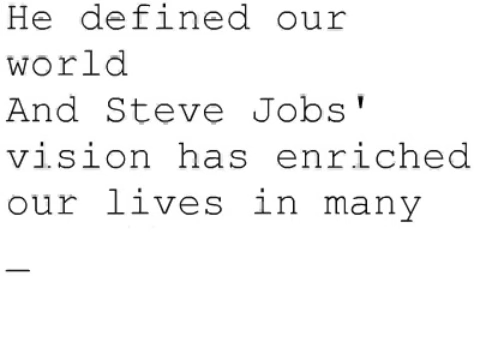 He defined our
world
And Steve Jobs'
vision has enriched
our lives in many
_